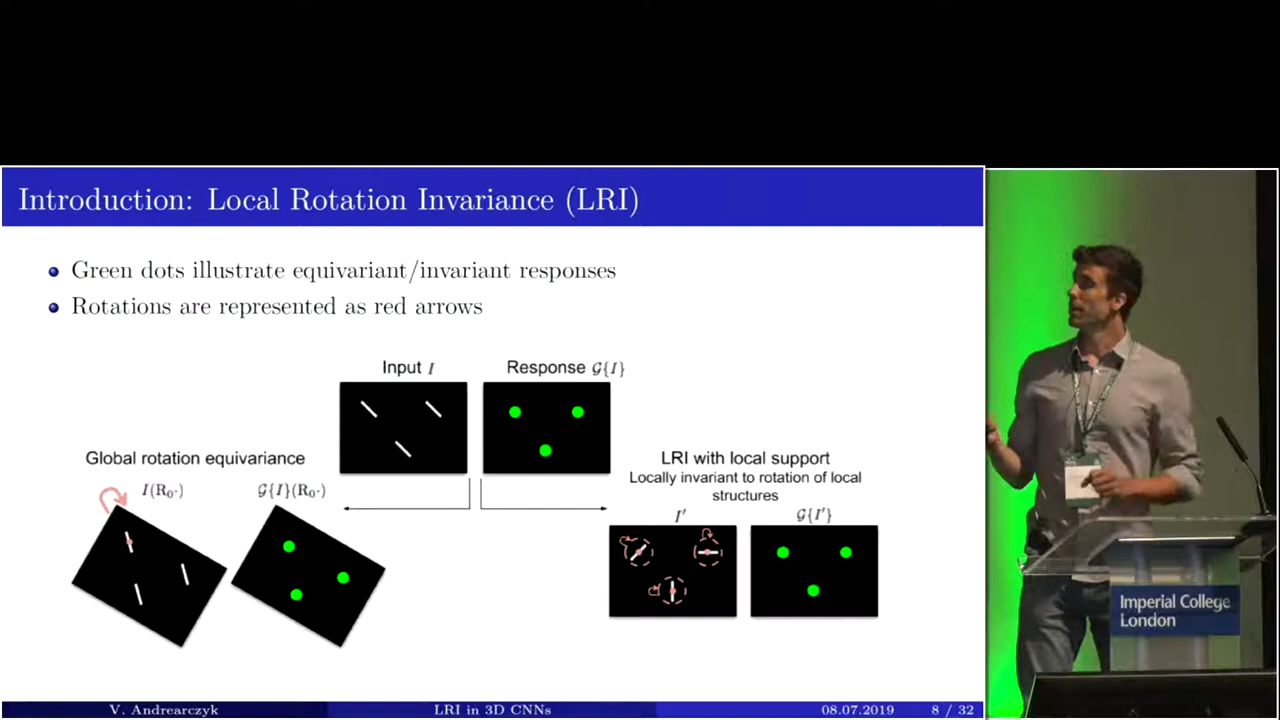 Introduction: Local Rotation Invariance (LRI)
Green dots illustrate equivariant/invariant responses
Rotations are represented as red arrows
Input I
Response 𝒢{I}
Global rotation equivariance
I(R₀·)
𝒢{I}(R₀·)
LRI with local support
Locally invariant to rotation of local
structures
I′
𝒢{I′}
Imperial College
London
V. Andrearczyk
LRI in 3D CNNs
08.07.2019
8 / 32